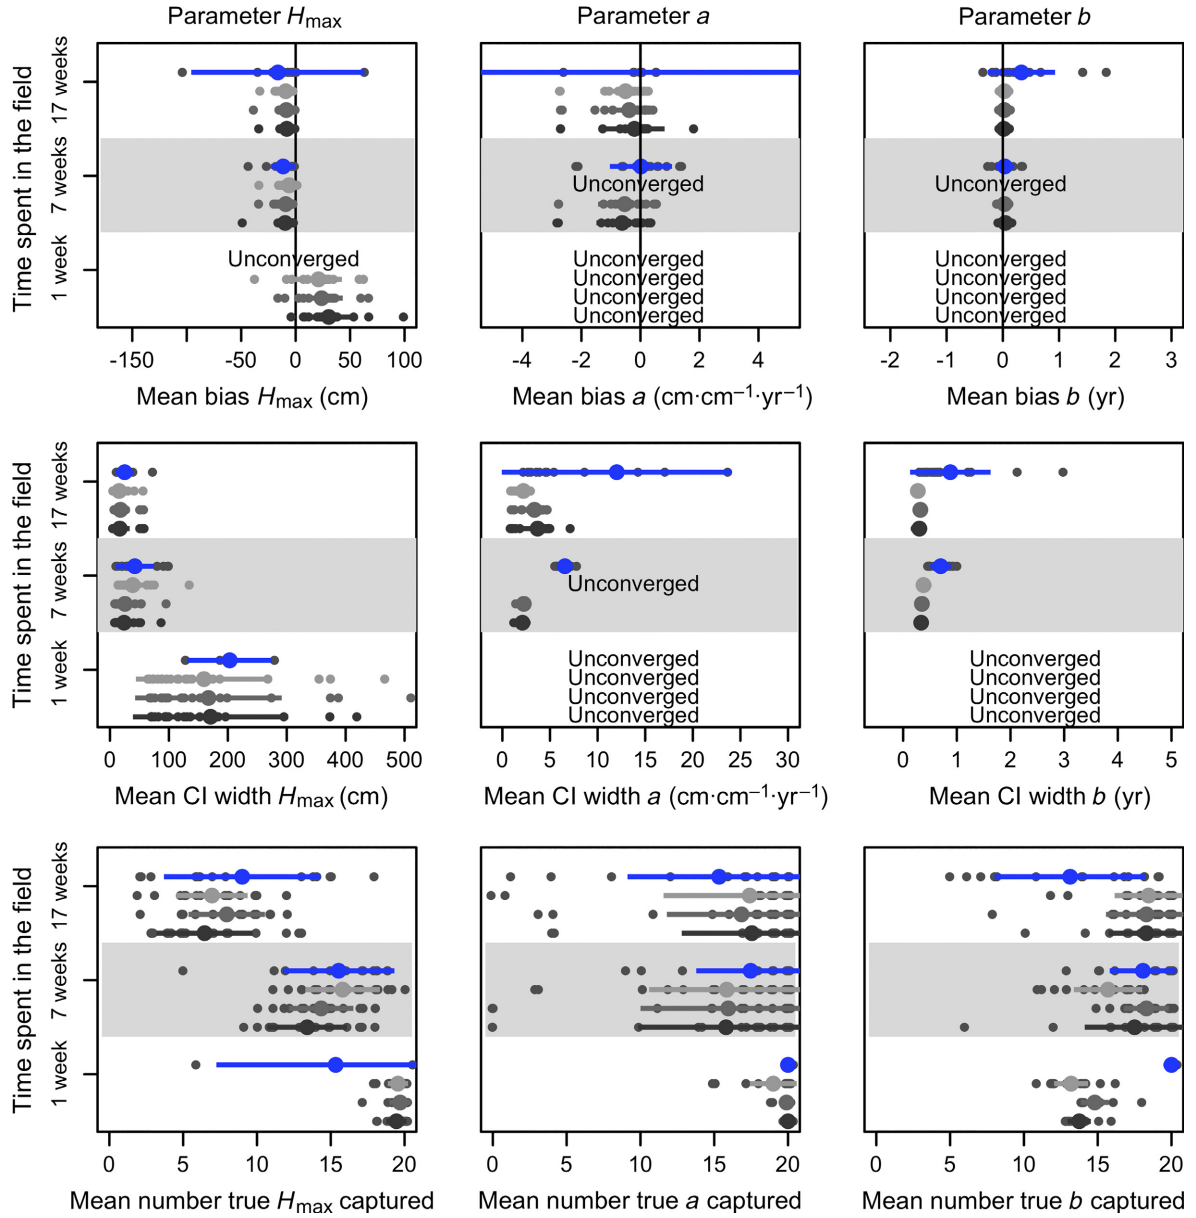 Parameter Hmax
Parameter a
Parameter b
Time spent in the field
17 weeks
7 weeks
1 week
Unconverged
Unconverged
Unconverged
Unconverged
Unconverged
Unconverged
Unconverged
Unconverged
Unconverged
Unconverged
Unconverged
-150 -50 0 50 100
-4 -2 0 2 4
-2 -1 0 1 2 3
Mean bias Hmax (cm)
Mean bias a (cm·cm−1·yr−1)
Mean bias b (yr)
Time spent in the field
17 weeks
7 weeks
1 week
Unconverged
Unconverged
Unconverged
Unconverged
Unconverged
Unconverged
Unconverged
Unconverged
Unconverged
0 100 200 300 400 500
0 5 10 15 20 25 30
0 1 2 3 4 5
Mean CI width Hmax (cm)
Mean CI width a (cm·cm−1·yr−1)
Mean CI width b (yr)
Time spent in the field
17 weeks
7 weeks
1 week
0 5 10 15 20
0 5 10 15 20
0 5 10 15 20
Mean number true Hmax captured
Mean number true a captured
Mean number true b captured